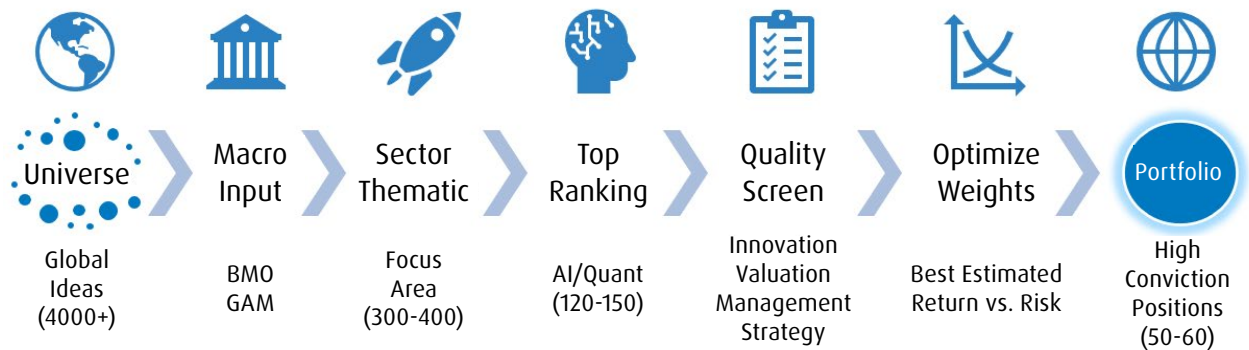 Universe
Macro
Input
Sector
Thematic
Top
Ranking
Quality
Screen
Optimize
Weights
Portfolio
Global
Ideas
(4000+)
BMO
GAM
Focus
Area
(300-400)
AI/Quant
(120-150)
Innovation
Valuation
Management
Strategy
Best Estimated
Return vs. Risk
High
Conviction
Positions
(50-60)